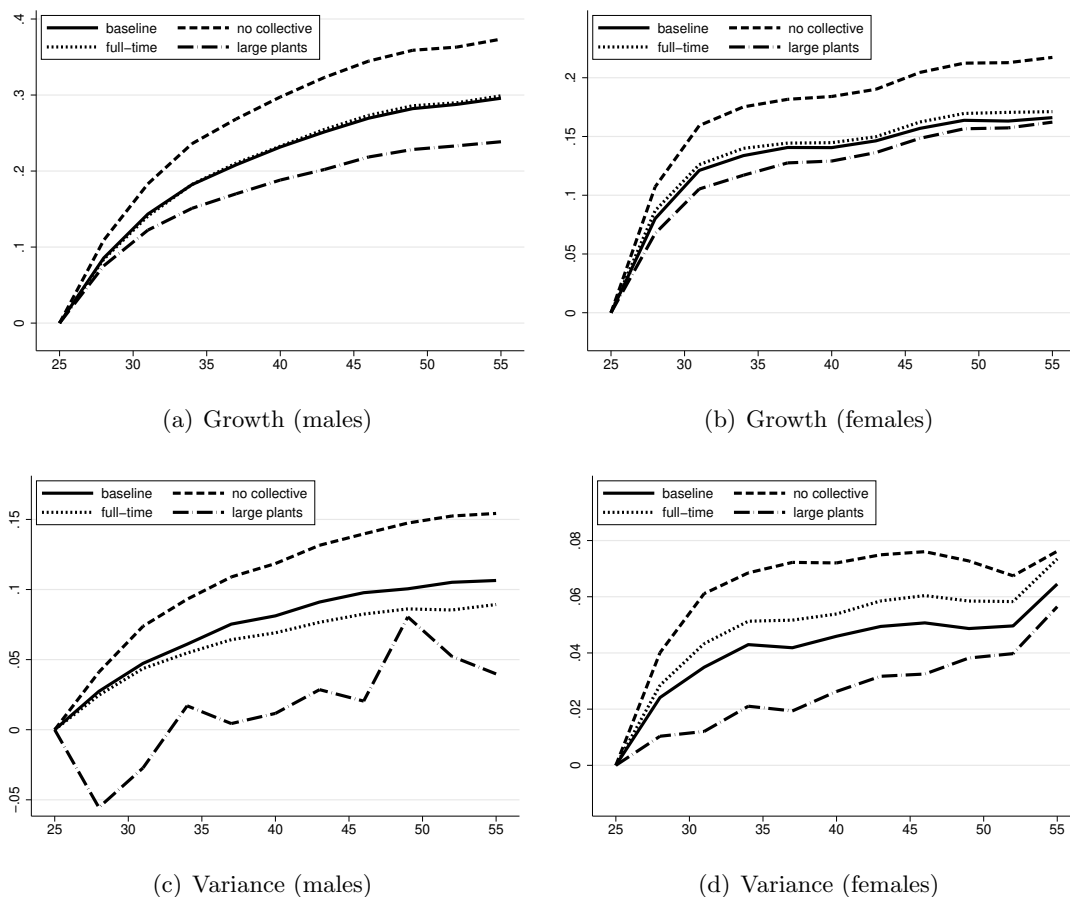 baseline no collective
full-time large plants
.4
.3
.2
.1
0
25 30 35 40 45 50 55
(a) Growth (males)
baseline no collective
full-time large plants
.2
.15
.1
.05
0
25 30 35 40 45 50 55
(b) Growth (females)
baseline no collective
full-time large plants
.15
.1
.05
0
-.05
25 30 35 40 45 50 55
(c) Variance (males)
baseline no collective
full-time large plants
.08
.06
.04
.02
0
25 30 35 40 45 50 55
(d) Variance (females)